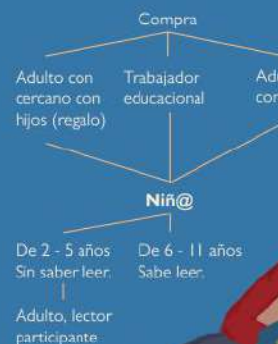 Compra
Adulto con
cercano con
hijos (regalo)
Trabajador
educacional
Niñ@
De 2 - 5 años
Sin saber leer.
De 6 - 11 años
Sabe leer.
Adulto, lector
participante